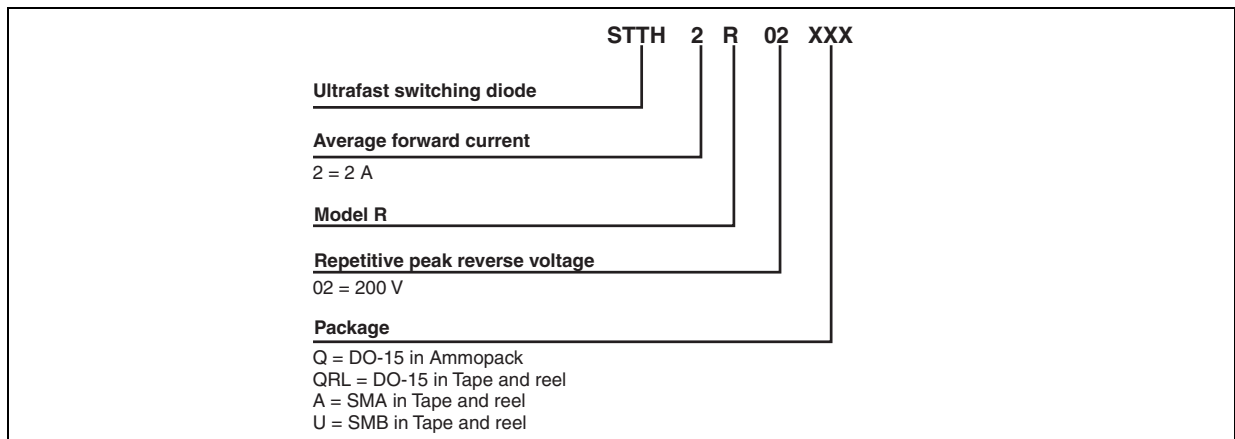 STTH 2 R 02 XXX
Ultrafast switching diode
Average forward current
2 = 2 A
Model R
Repetitive peak reverse voltage
02 = 200 V
Package
Q = DO-15 in Ammopack
QRL = DO-15 in Tape and reel
A = SMA in Tape and reel
U = SMB in Tape and reel